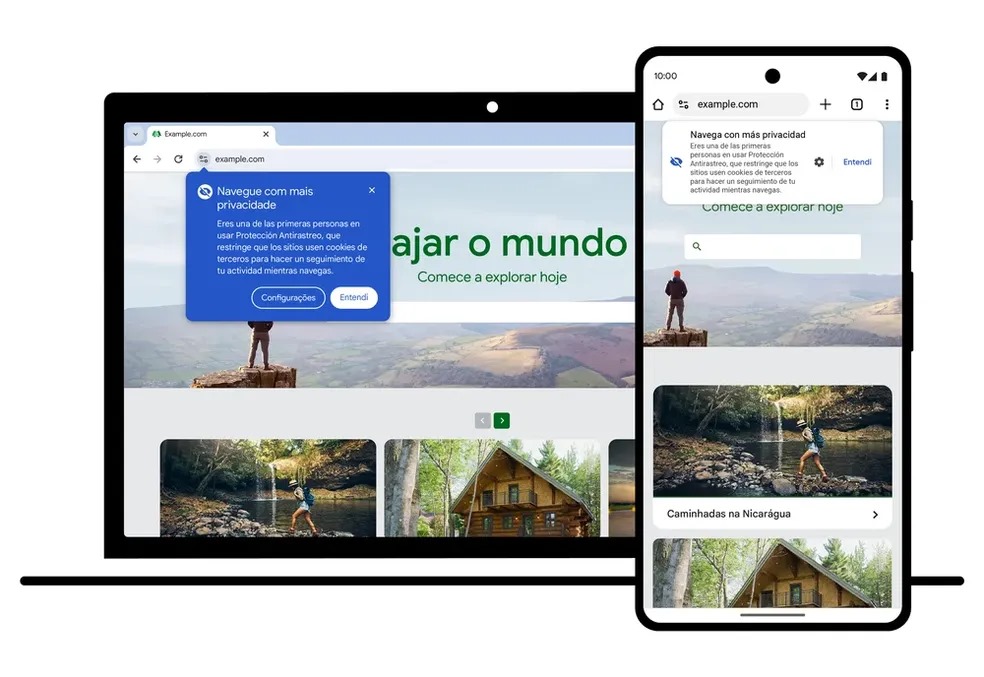 Example.com
example.com
Navegue com mais
privacidade
Eres una de las primeras personas en
usar Protección Antirastreo, que
restringe que los sitios usen cookies de
terceros para hacer un seguimiento de
tu actividad mientras navegas.
Configurações
Entendi
ajar o mundo
Comece a explorar hoje
10:00
example.com
1
Navega con más privacidad
Eres una de las primeras
personas en usar Protección
Antirastreo, que restringe que los
sitios usen cookies de terceros
para hacer un seguimiento de tu
actividad mientras navegas.
Entendi
Comece a explorar hoje
Caminhadas na Nicarágua